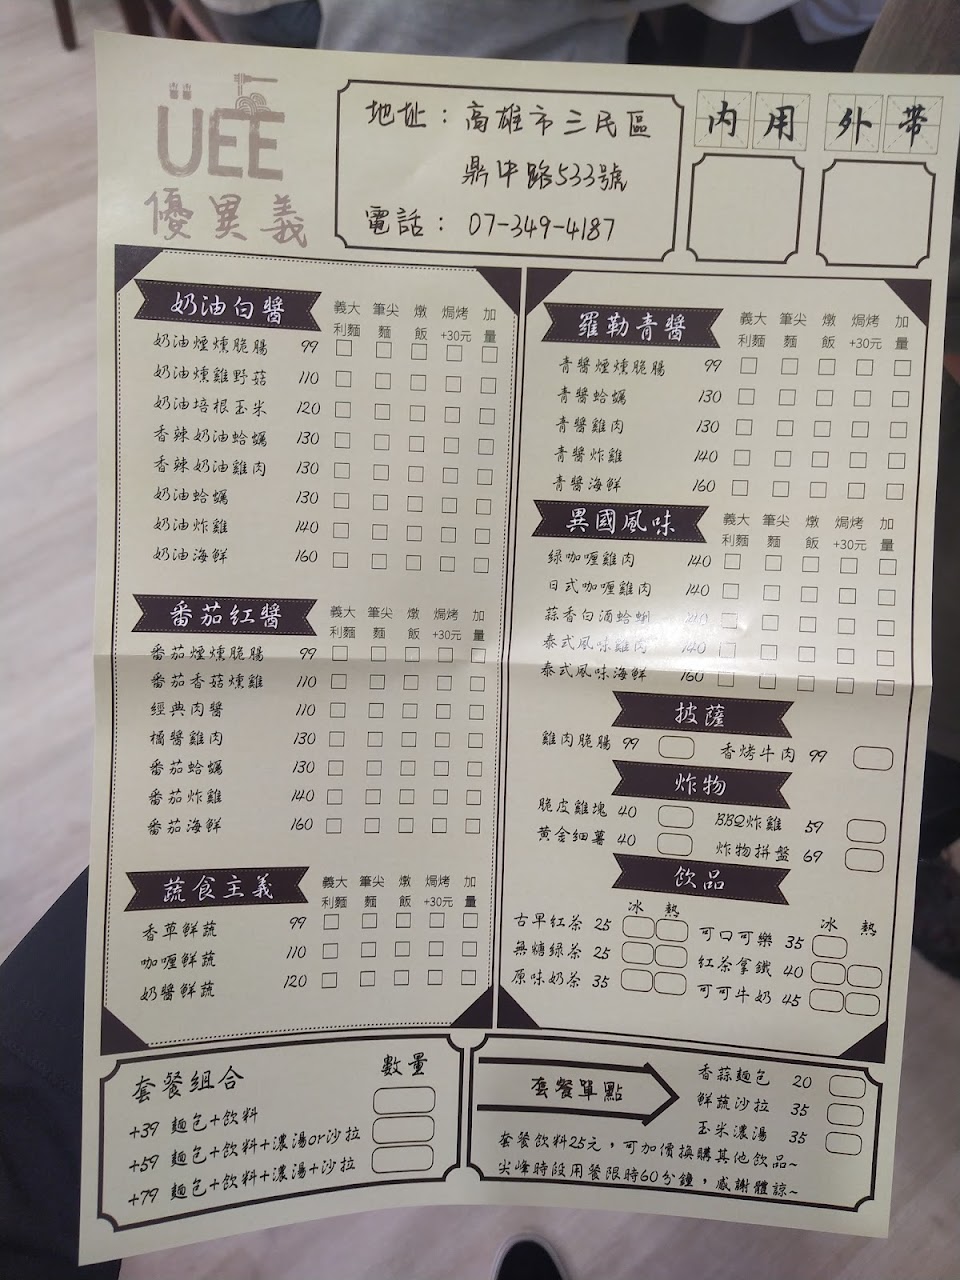 ÜEE
優異義
地址：高雄市三民區
鼎中路533號
電話：07-349-4187
內用 外帶
奶油白醬 義大利麵 筆尖麵 燉飯 焗烤+30元 加量
奶油煙燻脆腸 99
奶油燻雞野菇 110
奶油培根玉米 120
香辣奶油蛤蠣 130
香辣奶油雞肉 130
奶油蛤蠣 130
奶油炸雞 140
奶油海鮮 160
番茄紅醬 義大利麵 筆尖麵 燉飯 焗烤+30元 加量
番茄煙燻脆腸 99
番茄香菇燻雞 110
經典肉醬 110
橘醬雞肉 130
番茄蛤蠣 130
番茄炸雞 140
番茄海鮮 160
蔬食主義 義大利麵 筆尖麵 燉飯 焗烤+30元 加量
香草鮮蔬 99
咖喱鮮蔬 110
奶醬鮮蔬 120
羅勒青醬 義大利麵 筆尖麵 燉飯 焗烤+30元 加量
青醬煙燻脆腸 99
青醬蛤蠣 130
青醬雞肉 130
青醬炸雞 140
青醬海鮮 160
異國風味 義大利麵 筆尖麵 燉飯 焗烤+30元 加量
綠咖喱雞肉 140
日式咖喱雞肉 140
蒜香白酒蛤蜊 140
泰式風味雞肉 140
泰式風味海鮮 160
披薩
雞肉脆腸 99 香烤牛肉 99
炸物
脆皮雞塊 40 BBQ炸雞 59
黃金細薯 40 炸物拼盤 69
飲品
冰 熱 冰 熱
古早紅茶 25 可口可樂 35
無糖綠茶 25 紅茶拿鐵 40
原味奶茶 35 可可牛奶 45
套餐組合 數量
+39 麵包+飲料
+59 麵包+飲料+濃湯or沙拉
+79 麵包+飲料+濃湯+沙拉
套餐單點
香蒜麵包 20
鮮蔬沙拉 35
玉米濃湯 35
套餐飲料25元，可加價換購其他飲品~
尖峰時段用餐限時60分鐘，感謝體諒~